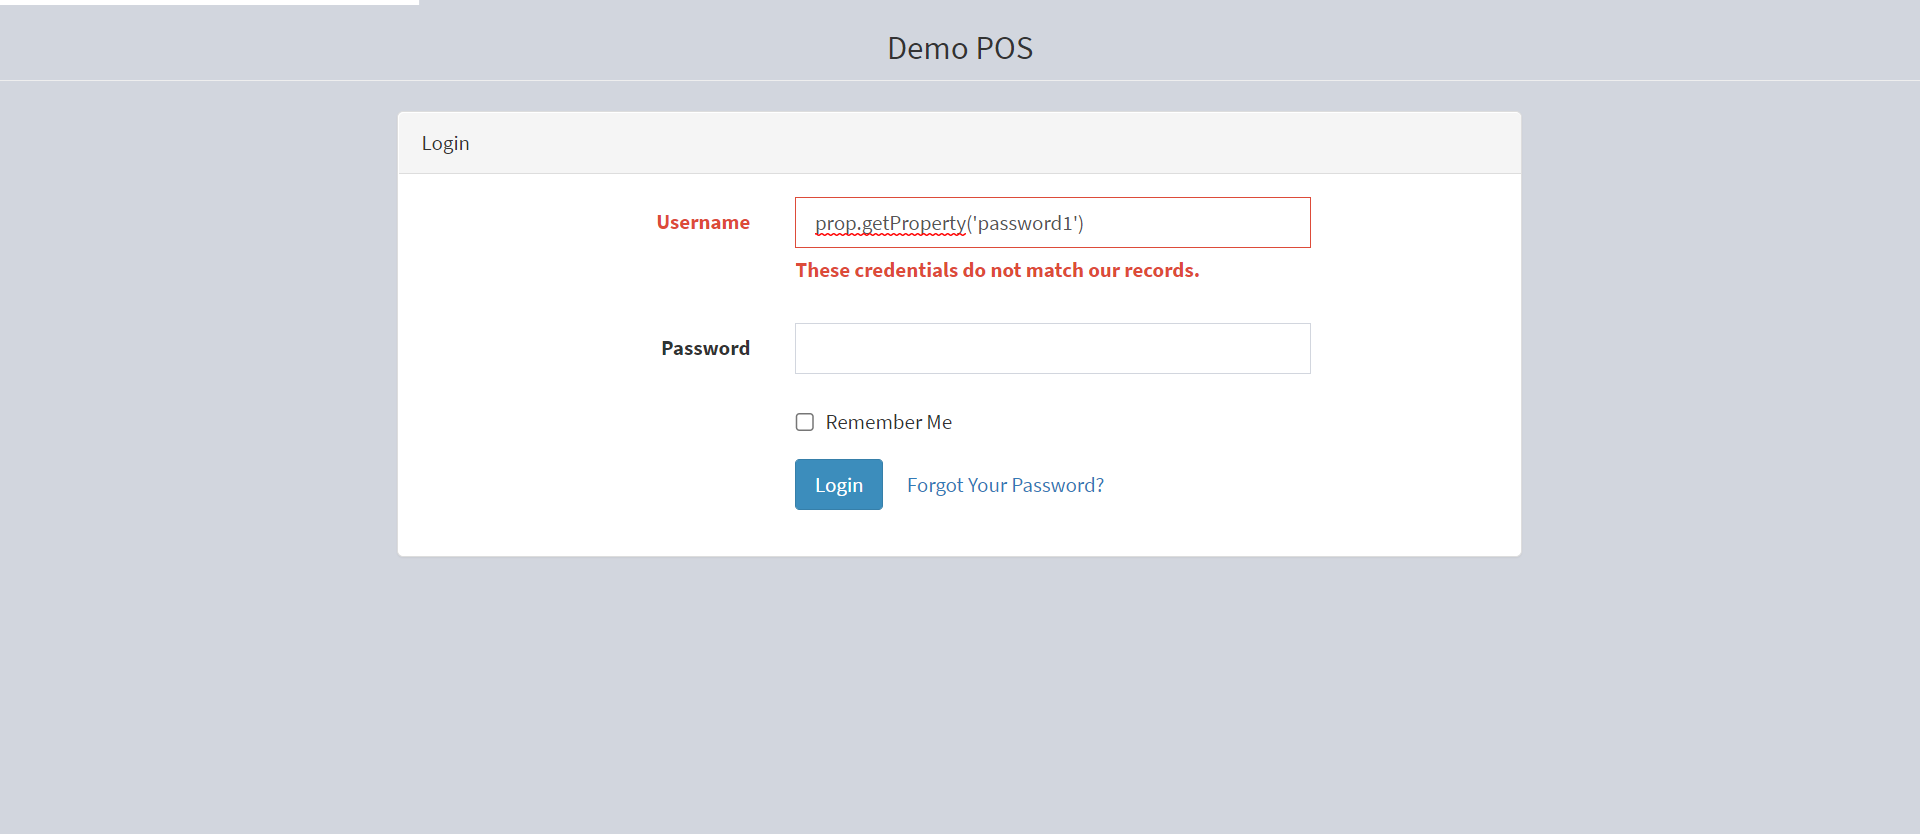 Demo POS
Login
Username
prop.getProperty('password1')
These credentials do not match our records.
Password
Remember Me
Login
Forgot Your Password?